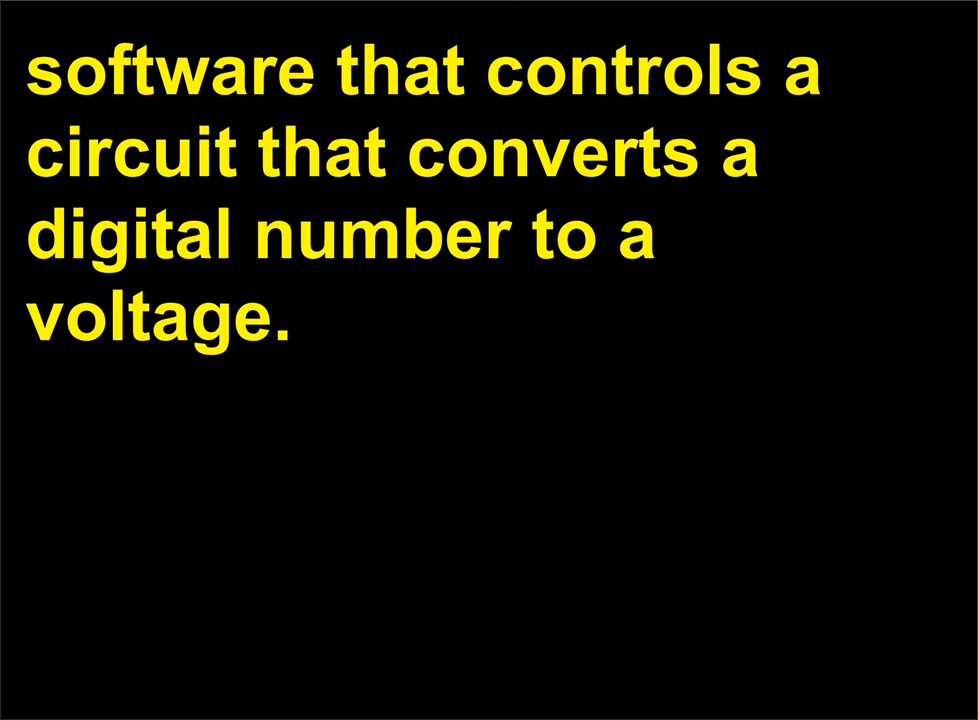 software that controls a
circuit that converts a
digital number to a
voltage.